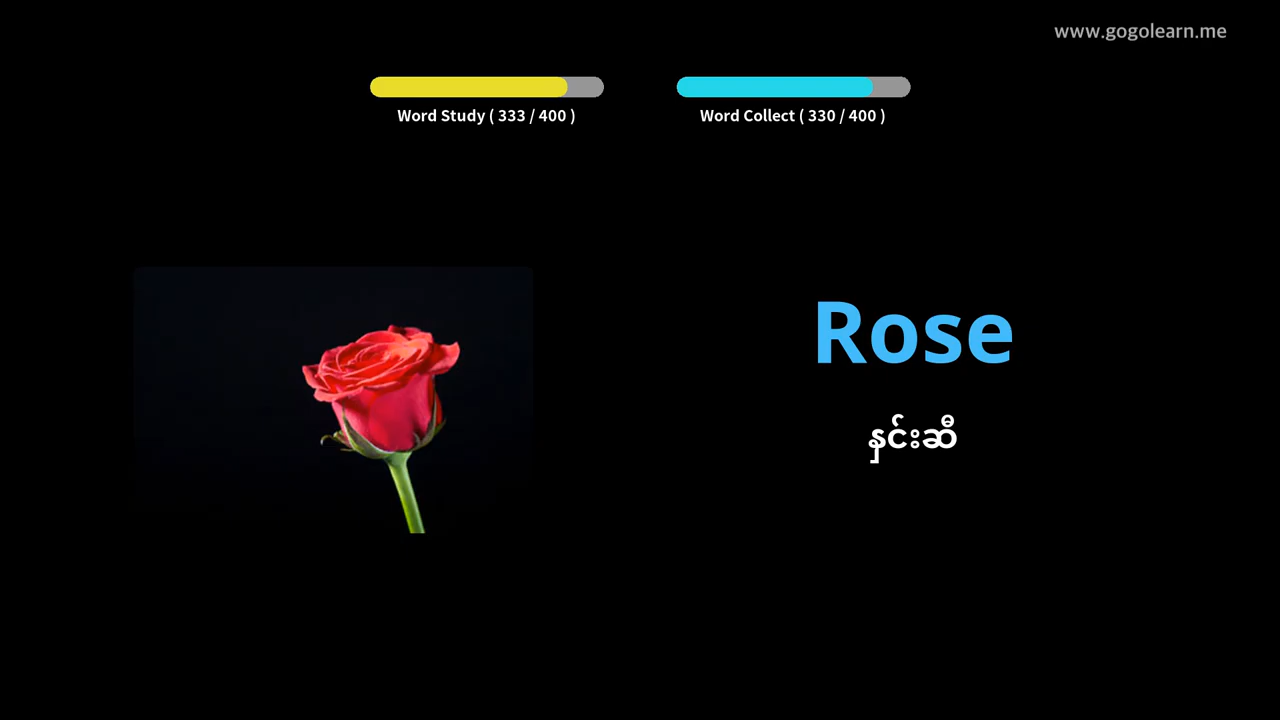 www.gogolearn.me
Word Study ( 333 / 400 )
Word Collect ( 330 / 400 )
Rose
နှင်းဆီ